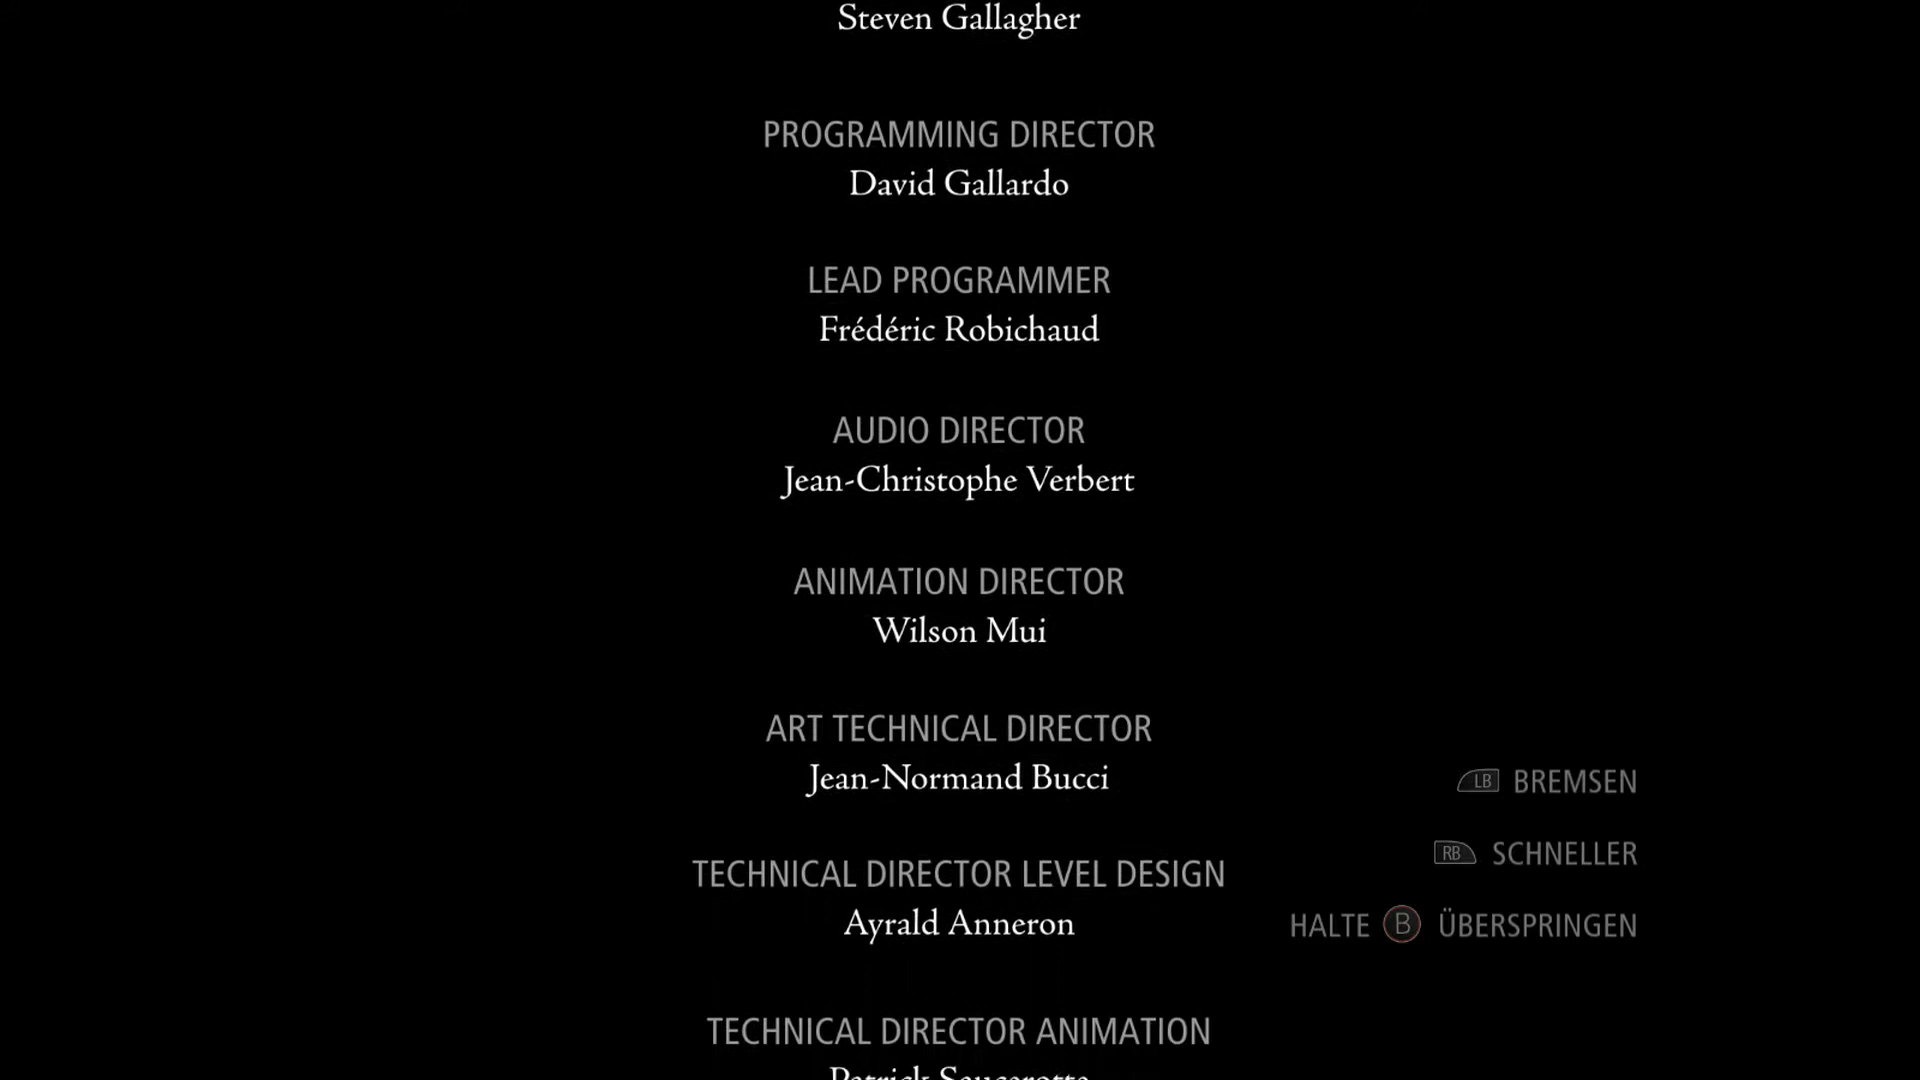 Steven Gallagher
PROGRAMMING DIRECTOR
David Gallardo
LEAD PROGRAMMER
Frédéric Robichaud
AUDIO DIRECTOR
Jean-Christophe Verbert
ANIMATION DIRECTOR
Wilson Mui
ART TECHNICAL DIRECTOR
Jean-Normand Bucci
LB BREMSEN
RB SCHNELLER
TECHNICAL DIRECTOR LEVEL DESIGN
Ayrald Anneron
HALTE B ÜBERSPRINGEN
TECHNICAL DIRECTOR ANIMATION
Patrick